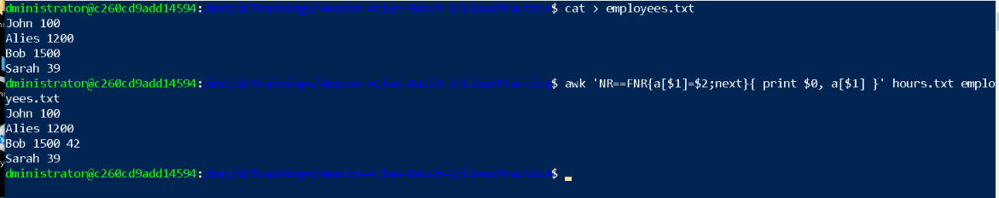 dministrator@c260cd9add14594:/mnt/d/Trainings/Amazon-Atlas-Batch-2/LinuxPractice$ cat > employees.txt
John 100
Alies 1200
Bob 1500
Sarah 39
dministrator@c260cd9add14594:/mnt/d/Trainings/Amazon-Atlas-Batch-2/LinuxPractice$ awk 'NR==FNR{a[$1]=$2;next}{ print $0, a[$1] }' hours.txt emplo
yees.txt
John 100
Alies 1200
Bob 1500 42
Sarah 39
dministrator@c260cd9add14594:/mnt/d/Trainings/Amazon-Atlas-Batch-2/LinuxPractice$